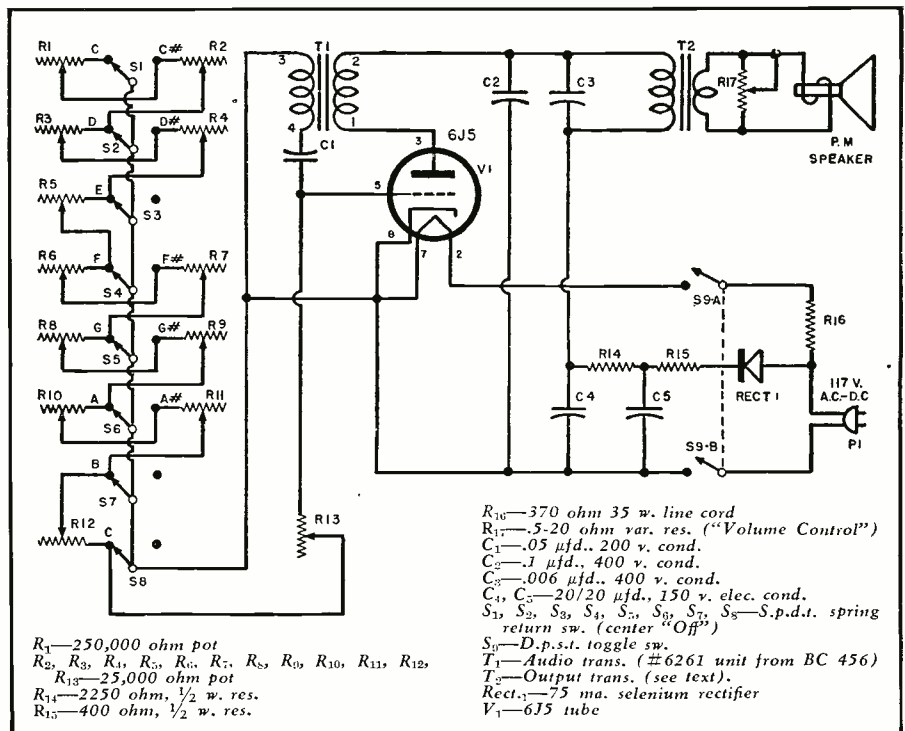 R1 C C# R2
S1
R3 D D# R4
S2
R5 E
S3
R6 F F# R7
S4
R8 G G# R9
S5
R10 A A# R11
S6
B
S7
R12 C
S8
T1
3 2
4 1
C1
R13
3 6J5
V1
5
8 7 2
C2
C3
T2
R17
P.M.
SPEAKER
S9-A
R16
R14 R15
RECT 1
C4 C5
117 V.
A.C.-D.C
P1
S9-B
R₁—250,000 ohm pot
R₂, R₃, R₄, R₅, R₆, R₇, R₈, R₉, R₁₀, R₁₁, R₁₂,
R₁₃—25,000 ohm pot
R₁₄—2250 ohm, ½ w. res.
R₁₅—400 ohm, ½ w. res.
R₁₆—370 ohm 35 w. line cord
R₁₇—.5-20 ohm var. res. ("Volume Control")
C₁—.05 μfd., 200 v. cond.
C₂—.1 μfd., 400 v. cond.
C₃—.006 μfd., 400 v. cond.
C₄, C₅—20/20 μfd., 150 v. elec. cond.
S₁, S₂, S₃, S₄, S₅, S₆, S₇, S₈—S.p.d.t. spring
return sw. (center "Off")
S₉—D.p.s.t. toggle sw.
T₁—Audio trans. (#6261 unit from BC 456)
T₂—Output trans. (see text).
Rect.₁—75 ma. selenium rectifier
V₁—6J5 tube